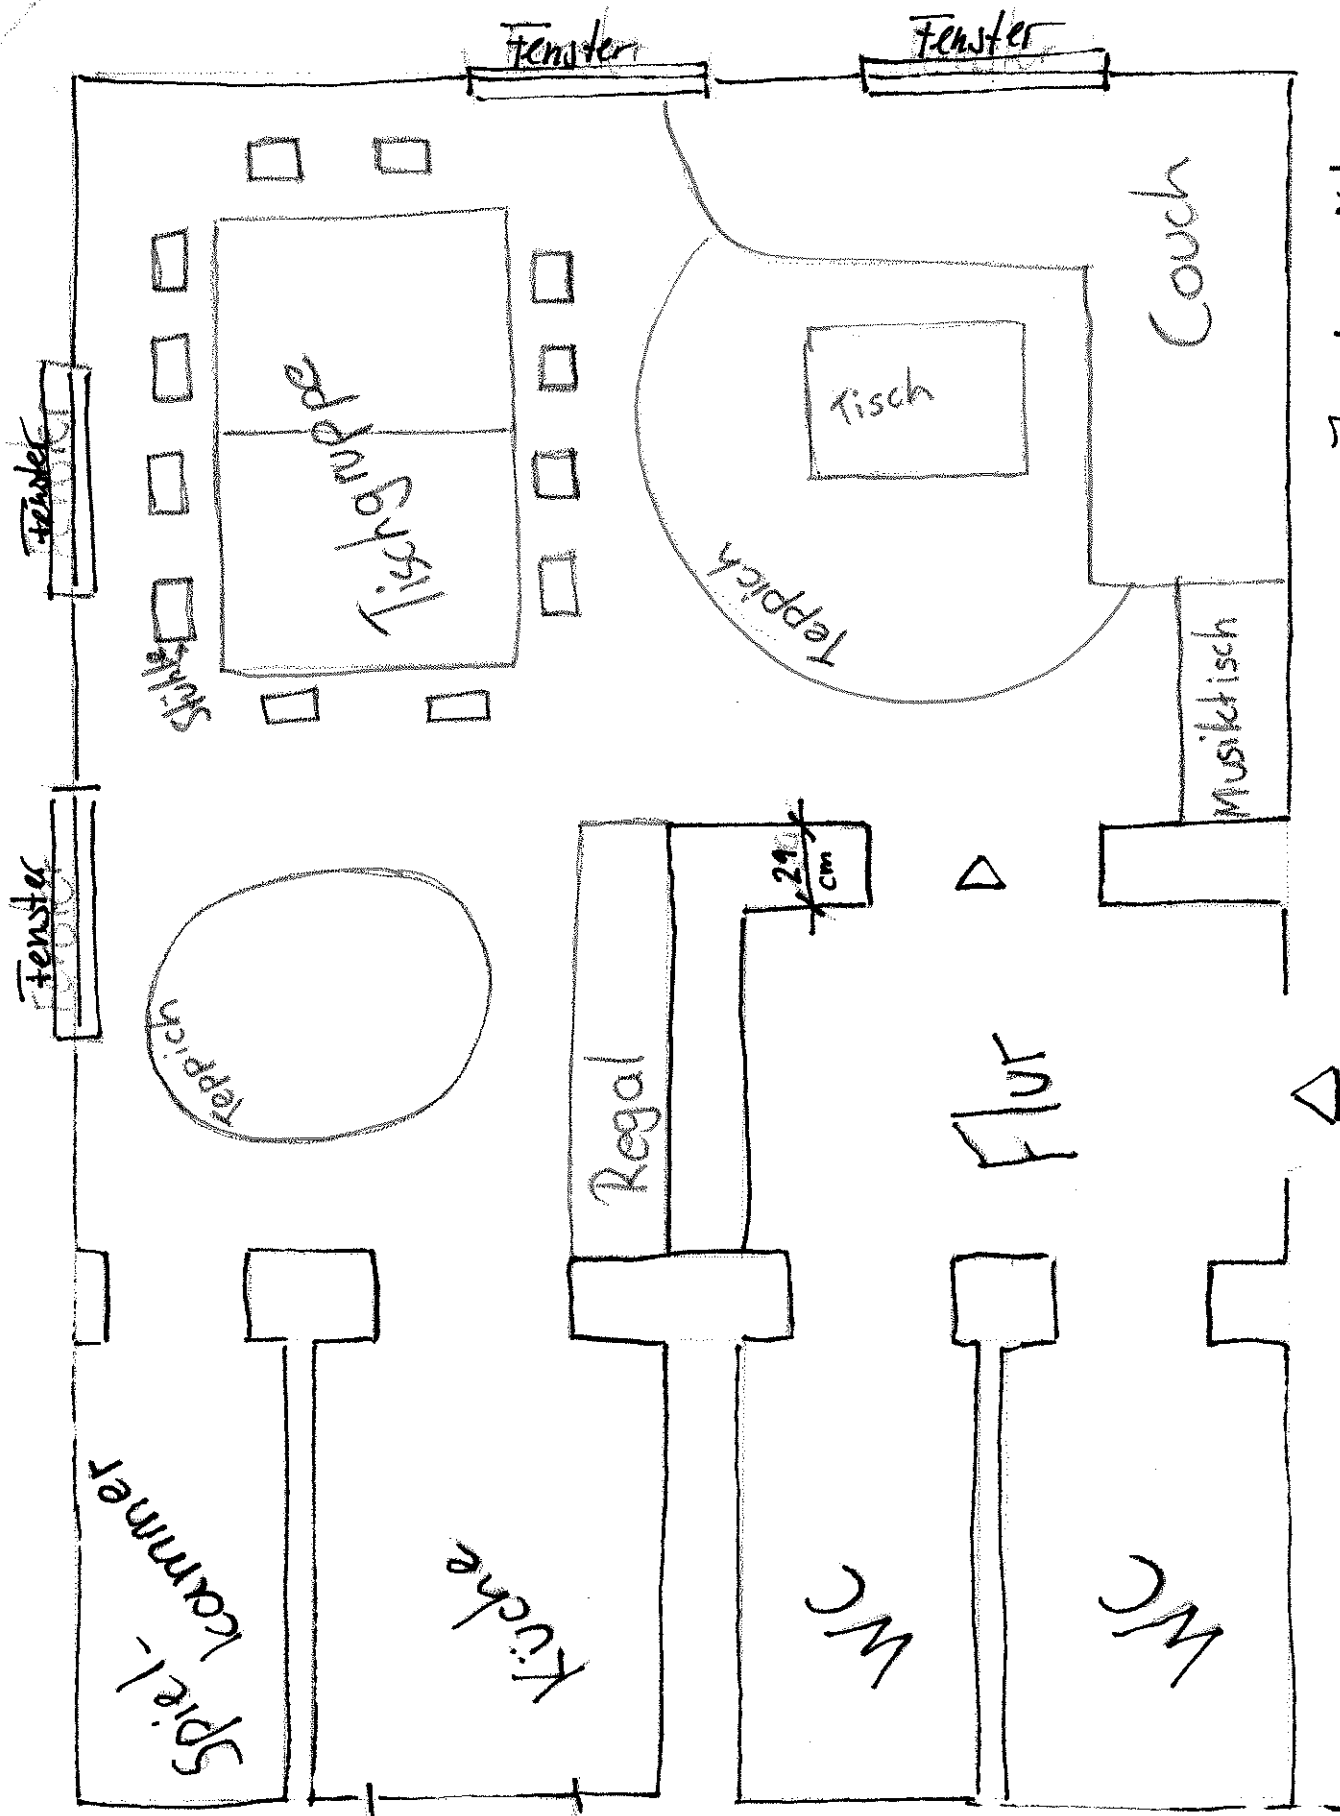 Fenster
Fenster
Fenster
Fenster
Couch
Tisch
Tischgruppe
Teppich
Stühle
Musiktisch
29
cm
Teppich
Regal
Flur
Spiel-
kammer
Küche
WC
WC